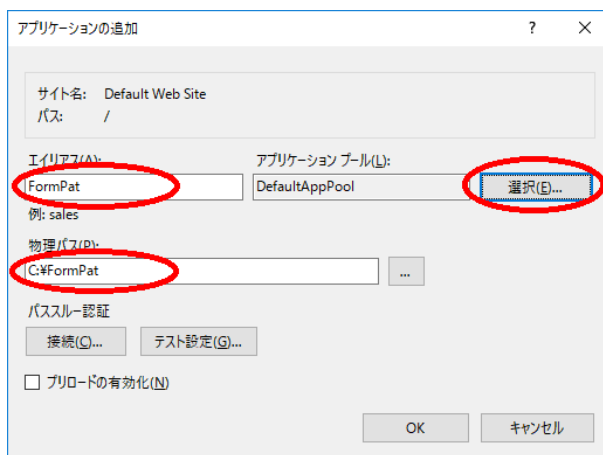 アプリケーションの追加
? ×
サイト名: Default Web Site
パス: /
エイリアス(A): アプリケーション プール(L):
FormPat DefaultAppPool 選択(E)...
例: sales
物理パス(P):
C:¥FormPat ...
パススルー認証
接続(C)... テスト設定(G)...
プリロードの有効化(N)
OK キャンセル